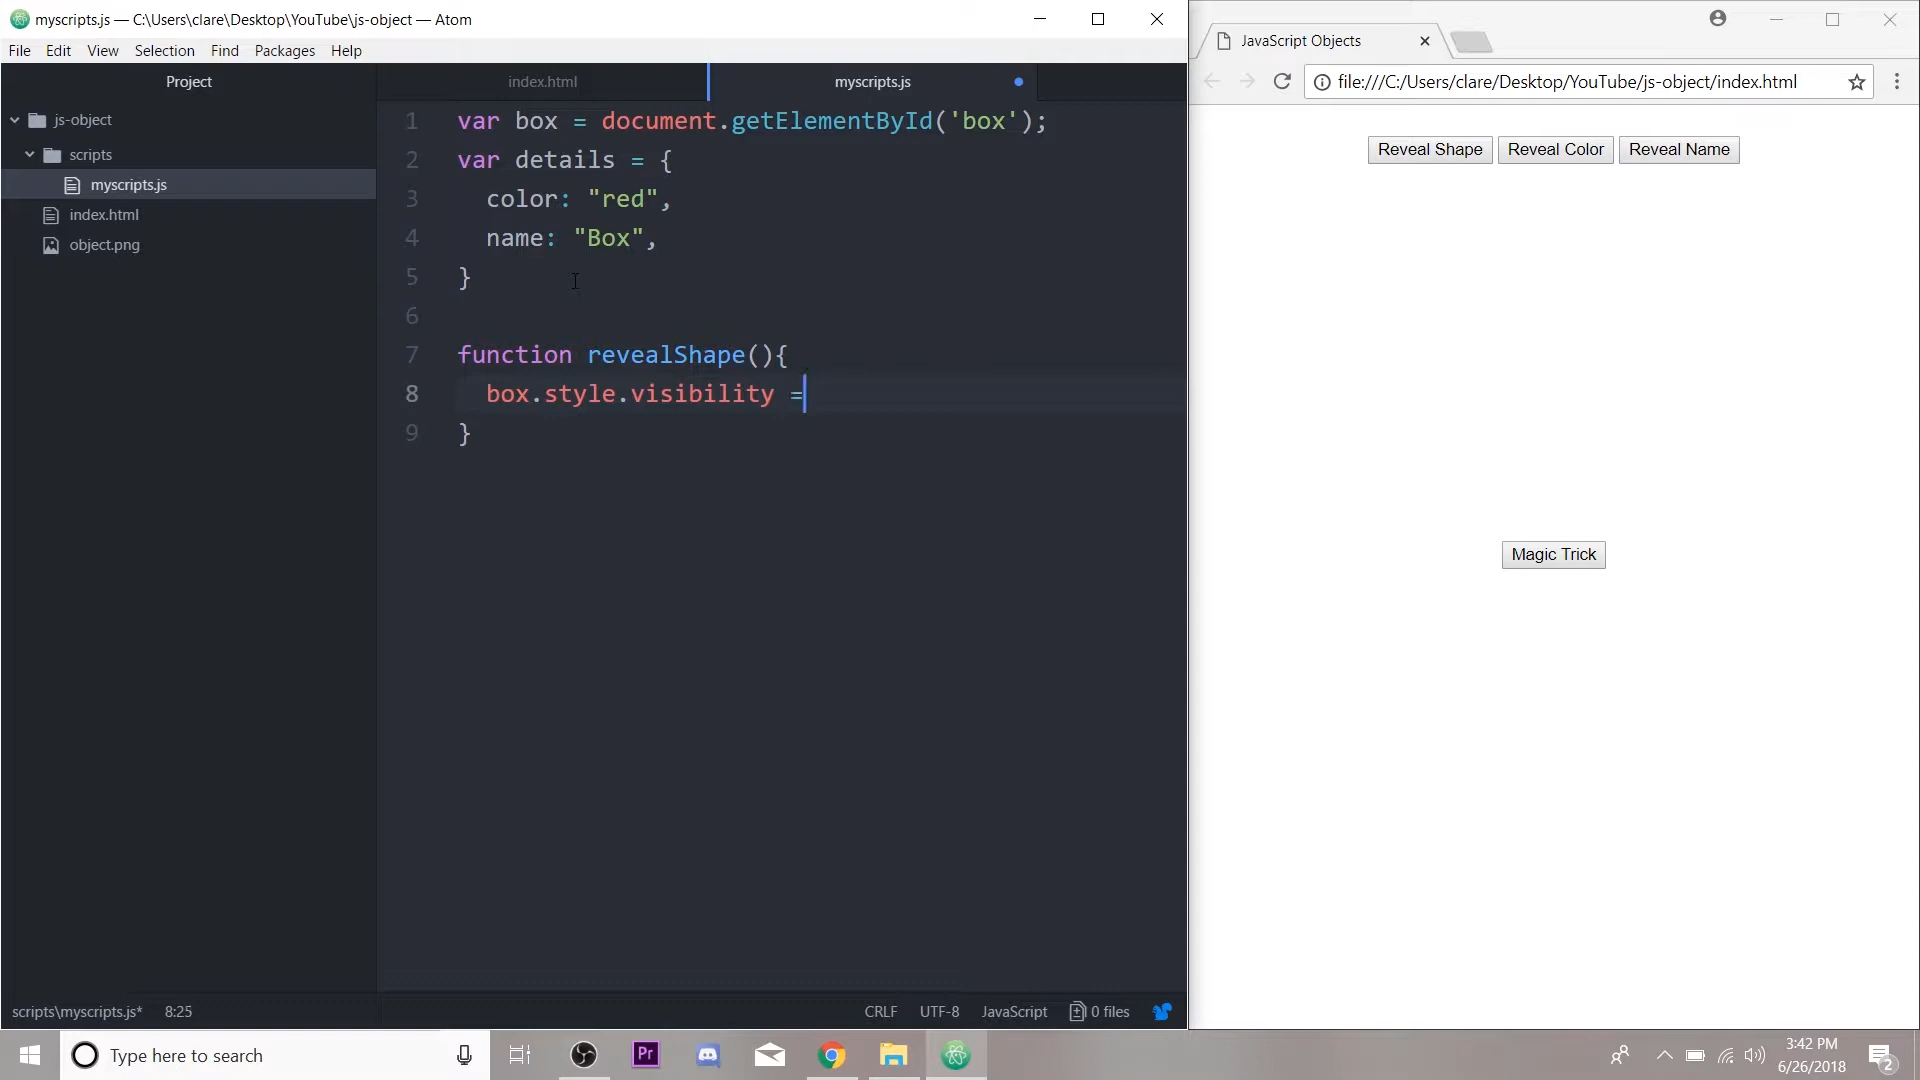 myscripts.js — C:\Users\clare\Desktop\YouTube\js-object — Atom
File Edit View Selection Find Packages Help
Project
js-object
scripts
myscripts.js
index.html
object.png
index.html
myscripts.js
1 var box = document.getElementById('box');
2 var details = {
3 color: "red",
4 name: "Box",
5 }
6
7 function revealShape(){
8 box.style.visibility =
9 }
scripts\myscripts.js* 8:25 CRLF UTF-8 JavaScript 0 files
JavaScript Objects
file:///C:/Users/clare/Desktop/YouTube/js-object/index.html
Reveal Shape Reveal Color Reveal Name
Magic Trick
Type here to search
Pr
3:42 PM
6/26/2018
2